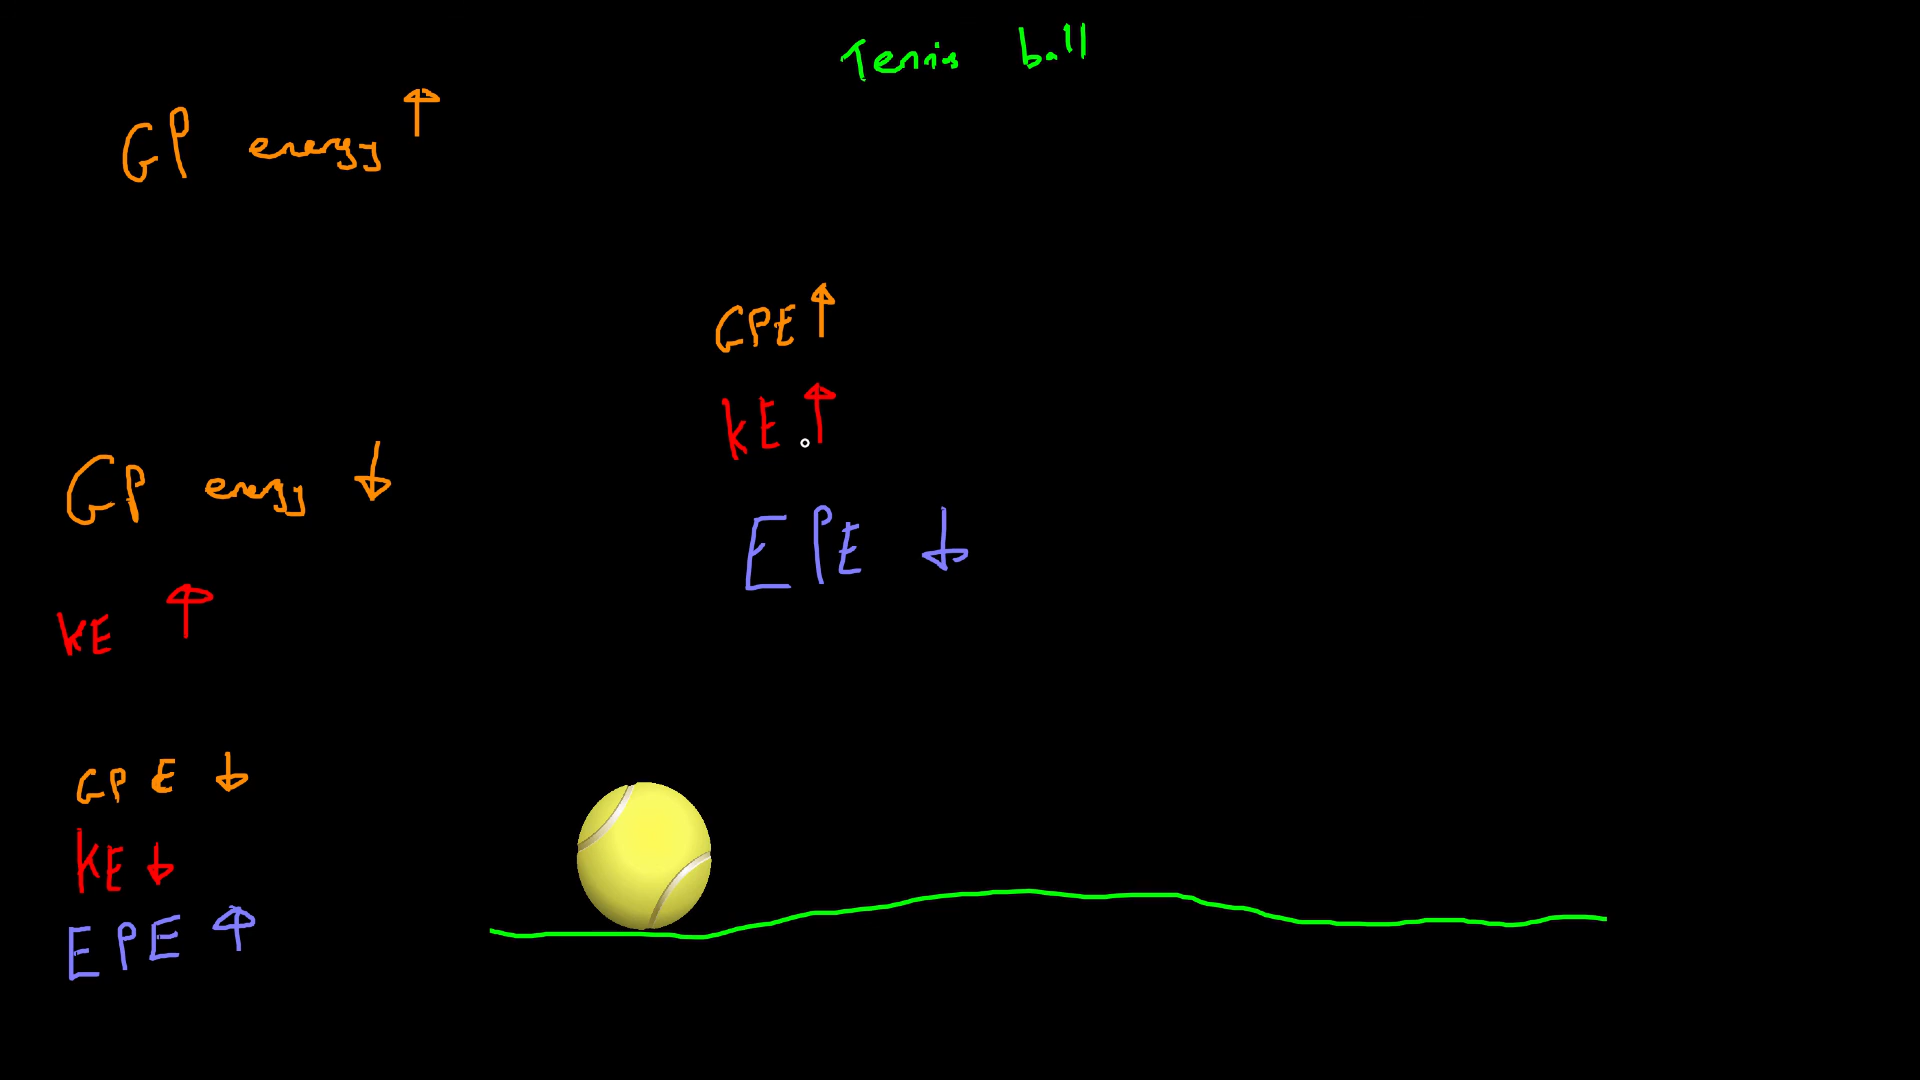 Tennis ball
GP energy ↑
GPE ↑
KE ↑
GP energy ↓
EPE ↓
KE ↑
GPE ↓
KE ↓
EPE ↑